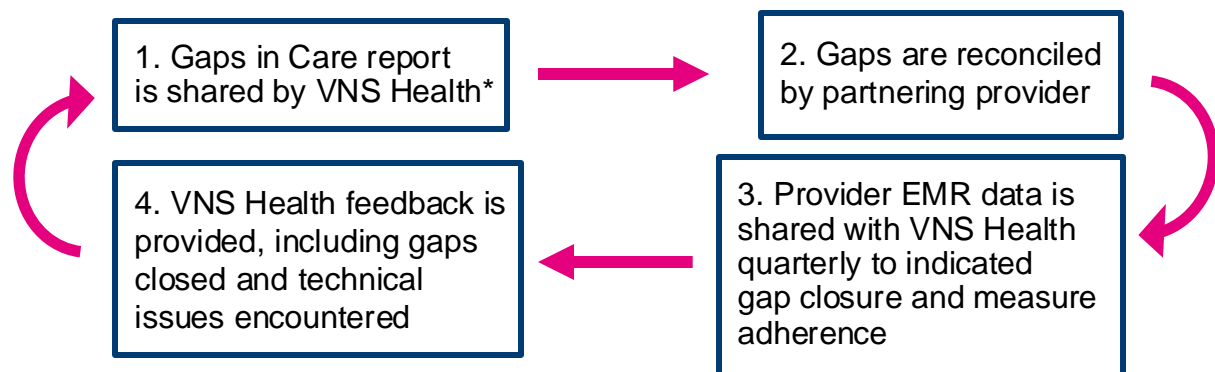 1. Gaps in Care report
is shared by VNS Health*
2. Gaps are reconciled
by partnering provider
3. Provider EMR data is
shared with VNS Health
quarterly to indicated
gap closure and measure
adherence
4. VNS Health feedback is
provided, including gaps
closed and technical
issues encountered